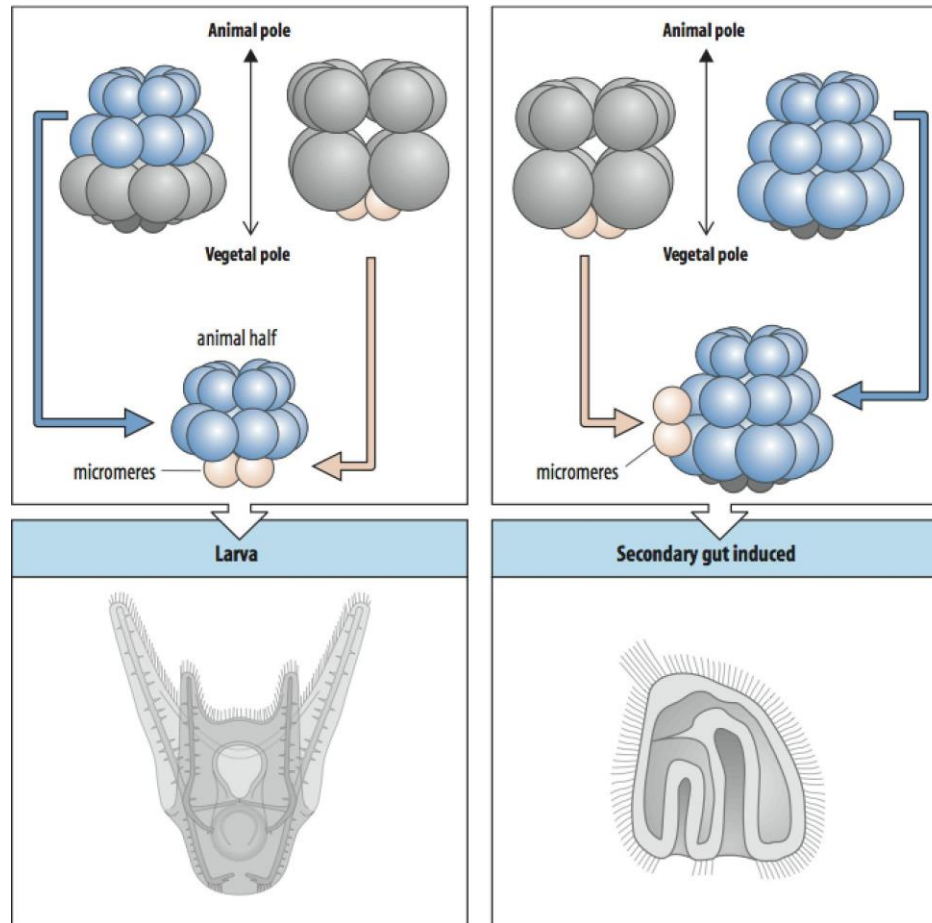 Animal pole
Vegetal pole
animal half
micromeres
Larva
Animal pole
Vegetal pole
micromeres
Secondary gut induced